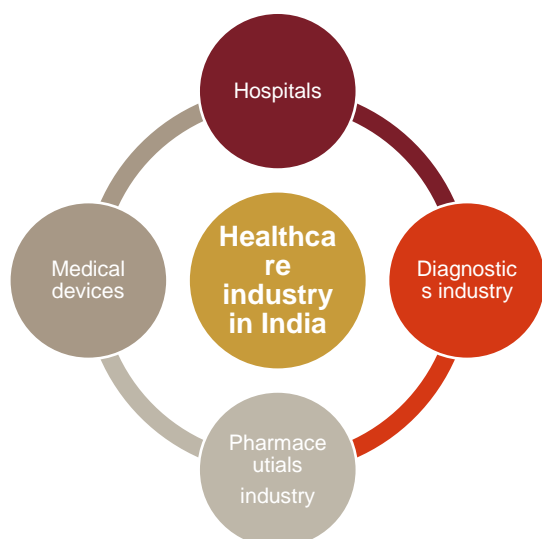 Hospitals
Healthca
re
industry
in India
Medical
devices
Diagnostic
s industry
Pharmace
utials
industry